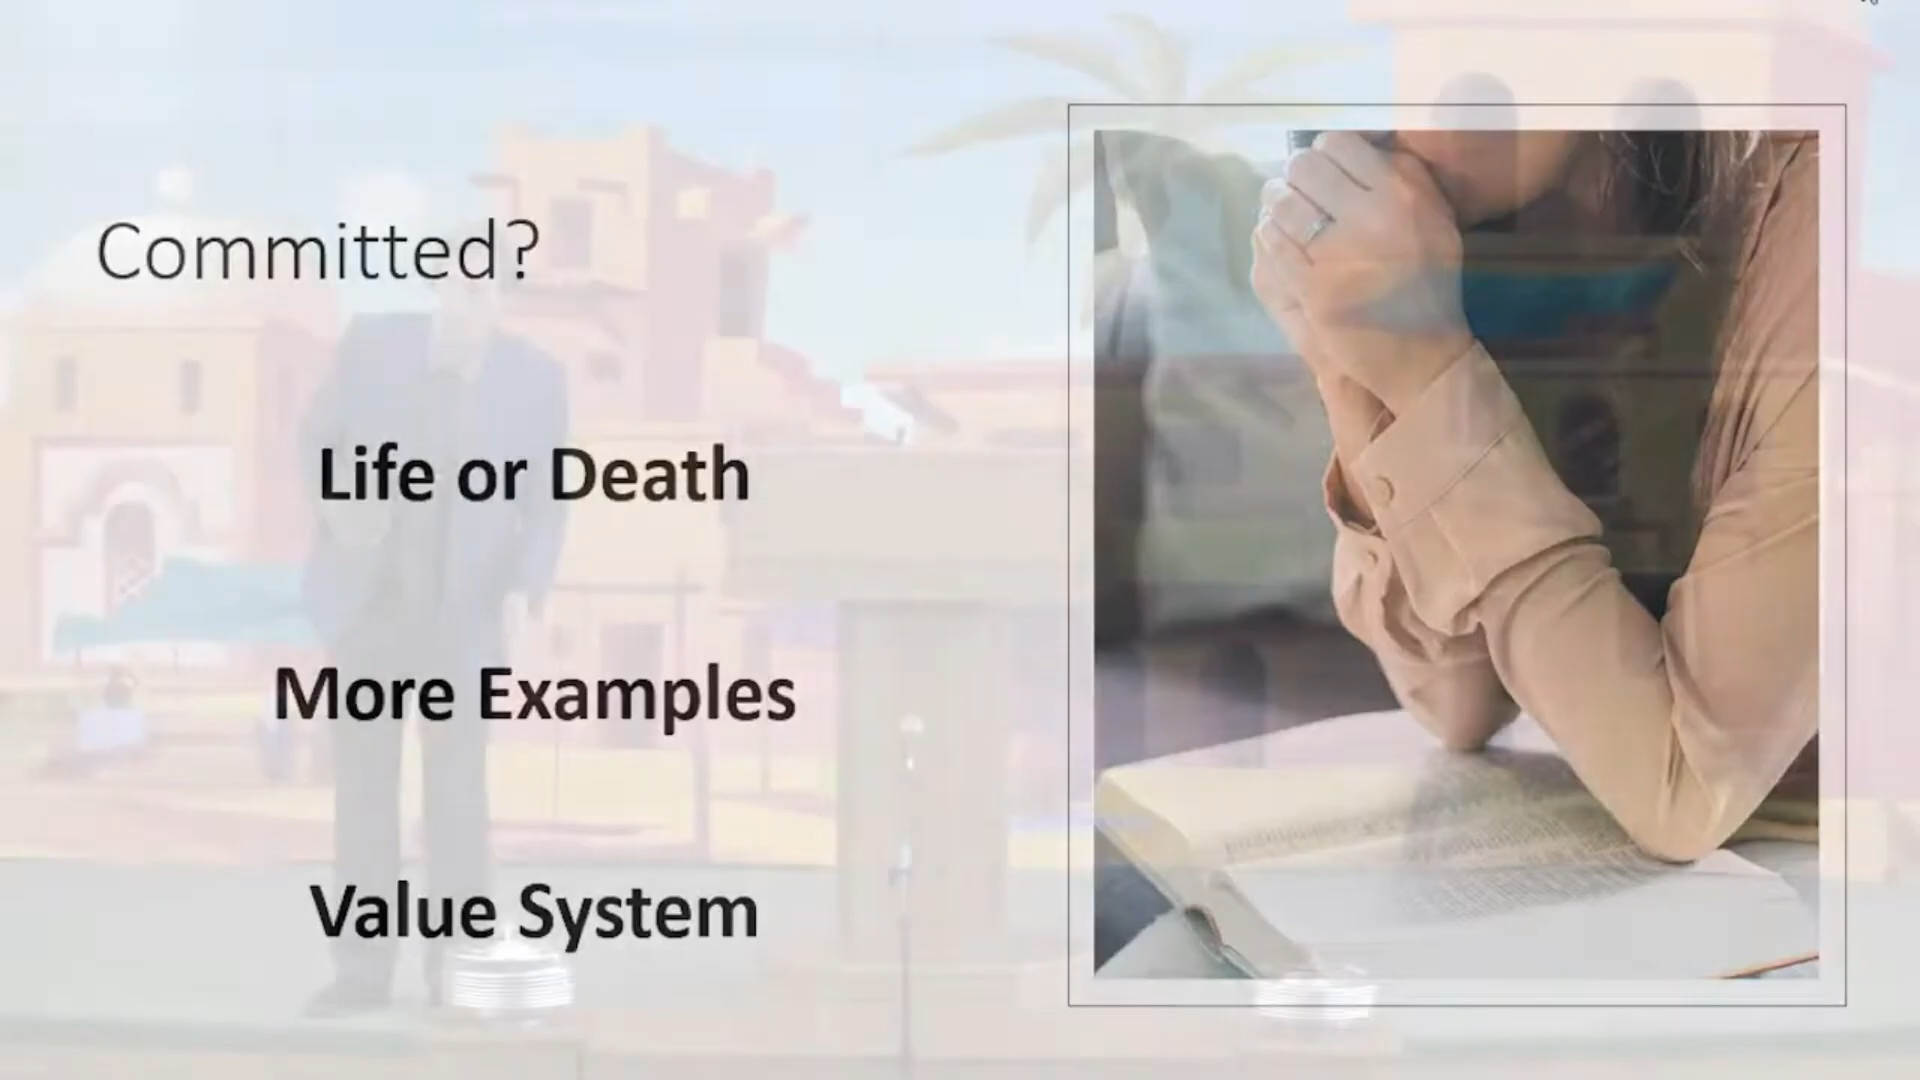 Committed?
Life or Death
More Examples
Value System